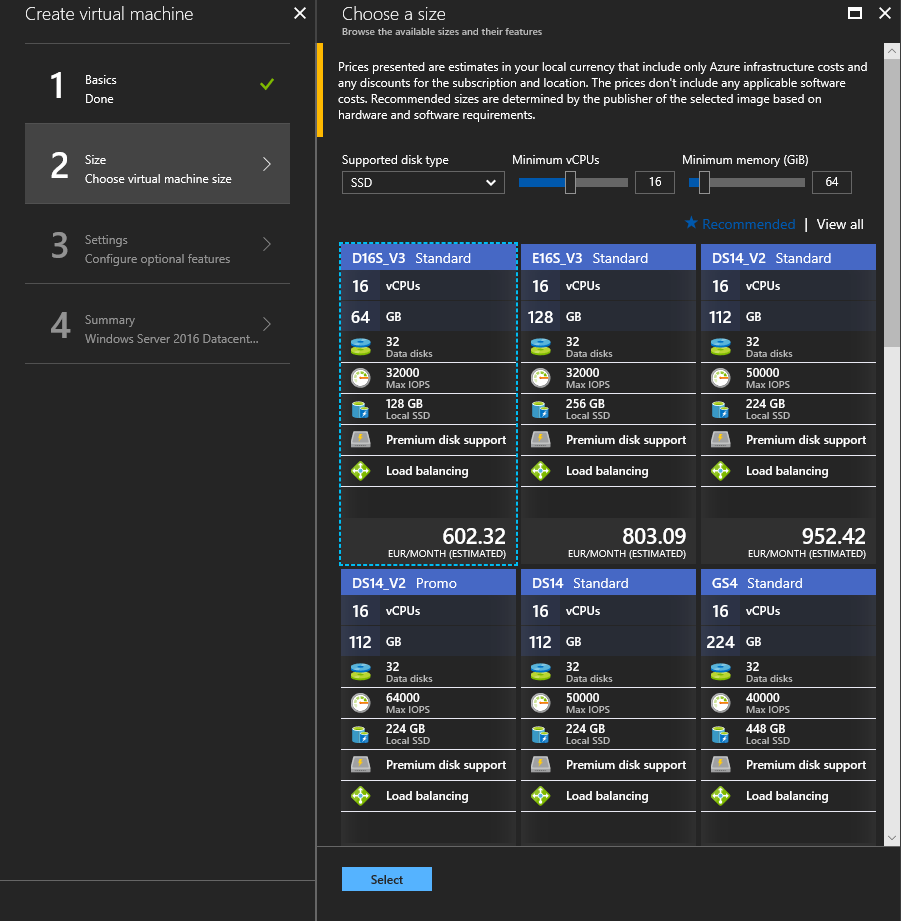 Create virtual machine
1
Basics
Done
2
Size
Choose virtual machine size
3
Settings
Configure optional features
4
Summary
Windows Server 2016 Datacent...
Choose a size
Browse the available sizes and their features
Prices presented are estimates in your local currency that include only Azure infrastructure costs and
any discounts for the subscription and location. The prices don't include any applicable software
costs. Recommended sizes are determined by the publisher of the selected image based on
hardware and software requirements.
Supported disk type
SSD
Minimum vCPUs
16
Minimum memory (GiB)
64
★ Recommended | View all
D16S_V3 Standard
16 vCPUs
64 GB
32
Data disks
32000
Max IOPS
128 GB
Local SSD
Premium disk support
Load balancing
602.32
EUR/MONTH (ESTIMATED)
E16S_V3 Standard
16 vCPUs
128 GB
32
Data disks
32000
Max IOPS
256 GB
Local SSD
Premium disk support
Load balancing
803.09
EUR/MONTH (ESTIMATED)
DS14_V2 Standard
16 vCPUs
112 GB
32
Data disks
50000
Max IOPS
224 GB
Local SSD
Premium disk support
Load balancing
952.42
EUR/MONTH (ESTIMATED)
DS14_V2 Promo
16 vCPUs
112 GB
32
Data disks
64000
Max IOPS
224 GB
Local SSD
Premium disk support
Load balancing
DS14 Standard
16 vCPUs
112 GB
32
Data disks
50000
Max IOPS
224 GB
Local SSD
Premium disk support
Load balancing
GS4 Standard
16 vCPUs
224 GB
32
Data disks
40000
Max IOPS
448 GB
Local SSD
Premium disk support
Load balancing
Select